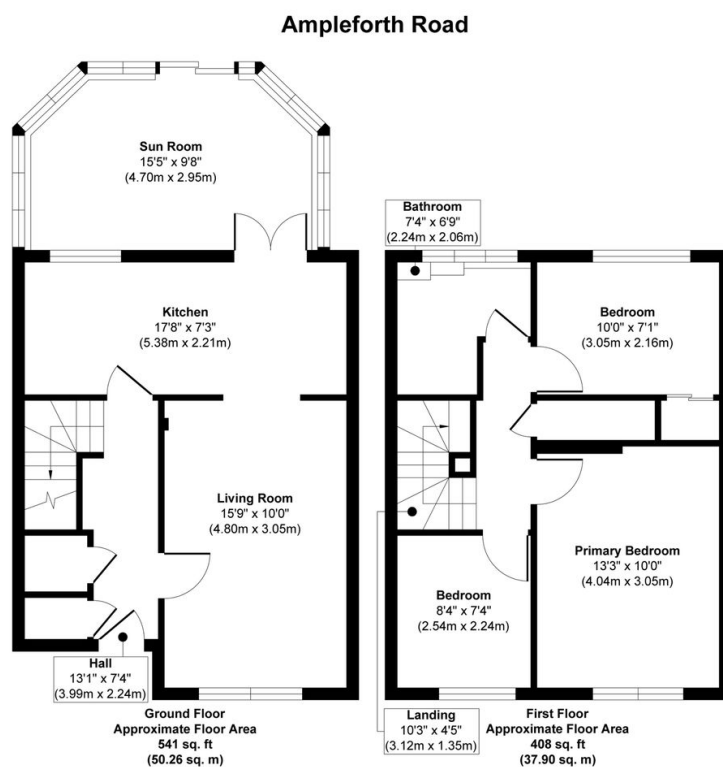 Ampleforth Road
Sun Room
15'5" x 9'8"
(4.70m x 2.95m)
Kitchen
17'8" x 7'3"
(5.38m x 2.21m)
Living Room
15'9" x 10'0"
(4.80m x 3.05m)
Hall
13'1" x 7'4"
(3.99m x 2.24m)
Ground Floor
Approximate Floor Area
541 sq. ft
(50.26 sq. m)
Bathroom
7'4" x 6'9"
(2.24m x 2.06m)
Bedroom
10'0" x 7'1"
(3.05m x 2.16m)
Primary Bedroom
13'3" x 10'0"
(4.04m x 3.05m)
Bedroom
8'4" x 7'4"
(2.54m x 2.24m)
Landing
10'3" x 4'5"
(3.12m x 1.35m)
First Floor
Approximate Floor Area
408 sq. ft
(37.90 sq. m)